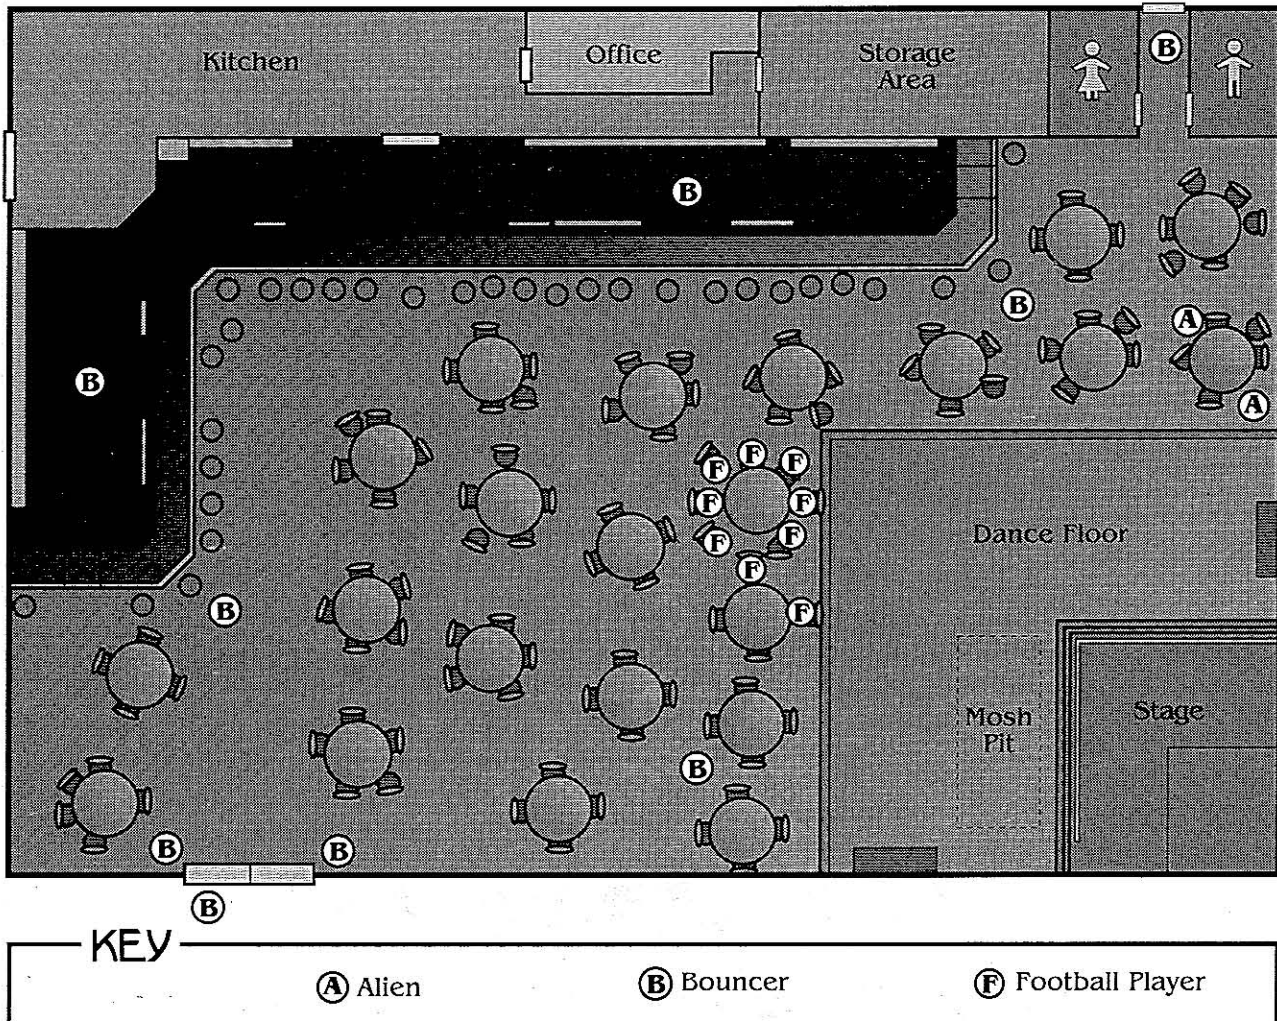 Kitchen
Office
Storage
Area
B
B
B
A
B
A
F
F
F
F
F
F
F
F
F
Dance Floor
B
Mosh
Pit
Stage
B
B
B
B
KEY
A Alien
B Bouncer
F Football Player